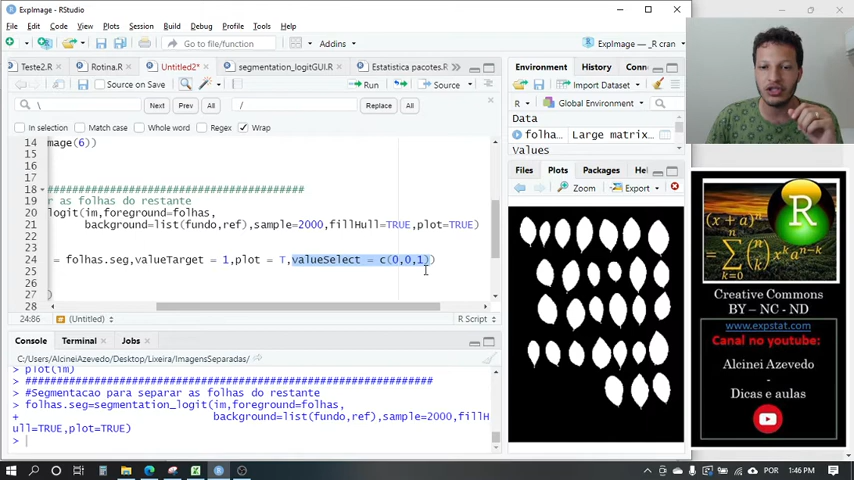 ExpImage - RStudio
File Edit Code View Plots Session Build Debug Profile Tools Help
Go to file/function Addins ExpImage — _R cran
Teste2.R Rotina.R Untitled2* segmentation_logitGUI.R Estatistica pacotes.R
Source on Save Run Source
\ Next Prev All / Replace All
In selection Match case Whole word Regex Wrap
14 mage(6))
15
16
17
18 ########################################
19 r as folhas do restante
20 logit(im,foreground=folhas,
21 background=list(fundo,ref),sample=2000,fillHull=TRUE,plot=TRUE)
22
23
24 = folhas.seg,valueTarget = 1,plot = T,valueSelect = c(0,0,1))
25
26
27 )
28
24:86 (Untitled) R Script
Console Terminal Jobs
C:/Users/AlcineiAzevedo/Desktop/Lixeira/ImagensSeparadas/
> plot(im)
> ############################################################
> #Segmentacao para separar as folhas do restante
> folhas.seg=segmentation_logit(im,foreground=folhas,
+ background=list(fundo,ref),sample=2000,fillH
ull=TRUE,plot=TRUE)
>
Environment History Conn
Import Dataset
R Global Environment
Data
folha… Large matrix…
Values
Files Plots Packages Hel
Zoom Export
(x + a)ⁿ
R
= ∑ (n k) xᵏaⁿ⁻ᵏ
Creative Commons
BY – NC - ND
www.expstat.com
Canal no youtube:
Alcinei Azevedo
-
Dicas e aulas
POR 1:46 PM